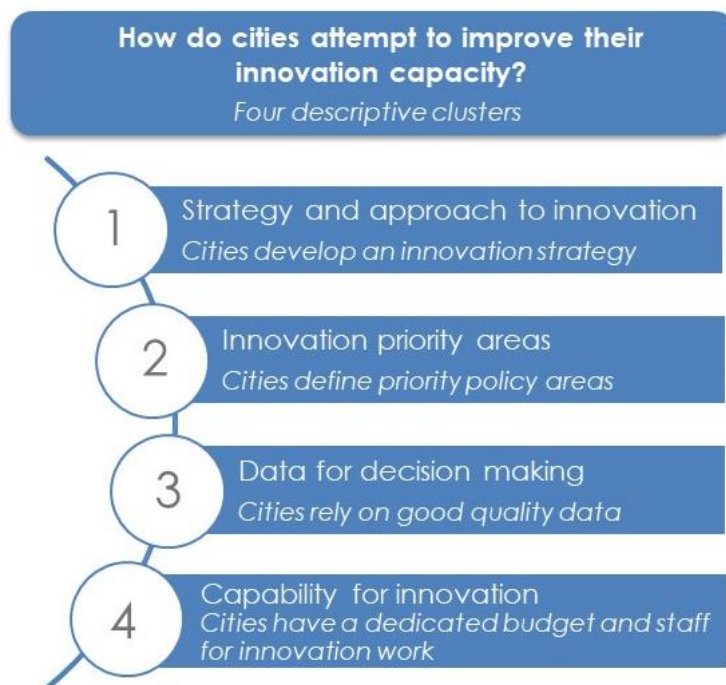 How do cities attempt to improve their
innovation capacity?
Four descriptive clusters
1
Strategy and approach to innovation
Cities develop an innovation strategy
2
Innovation priority areas
Cities define priority policy areas
3
Data for decision making
Cities rely on good quality data
4
Capability for innovation
Cities have a dedicated budget and staff
for innovation work